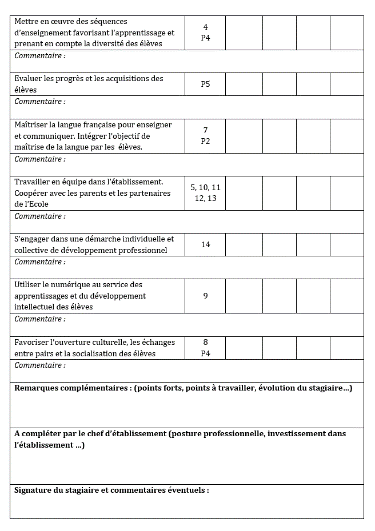 Mettre en œuvre des séquences
d'enseignement favorisant l'apprentissage et
prenant en compte la diversité des élèves
4
P4
Commentaire :
Evaluer les progrès et les acquisitions des
élèves
P5
Commentaire :
Maîtriser la langue française pour enseigner
et communiquer. Intégrer l'objectif de
maîtrise de la langue par les élèves.
7
P2
Commentaire :
Travailler en équipe dans l'établissement.
Coopérer avec les parents et les partenaires
de l'Ecole
5, 10, 11
12, 13
Commentaire :
S'engager dans une démarche individuelle et
collective de développement professionnel
14
Commentaire :
Utiliser le numérique au service des
apprentissages et du développement
intellectuel des élèves
9
Commentaire :
Favoriser l'ouverture culturelle, les échanges
entre pairs et la socialisation des élèves
8
P4
Commentaire :
Remarques complémentaires : (points forts, points à travailler, évolution du stagiaire...)
A compléter par le chef d'établissement (posture professionnelle, investissement dans
l'établissement ...)
Signature du stagiaire et commentaires éventuels :